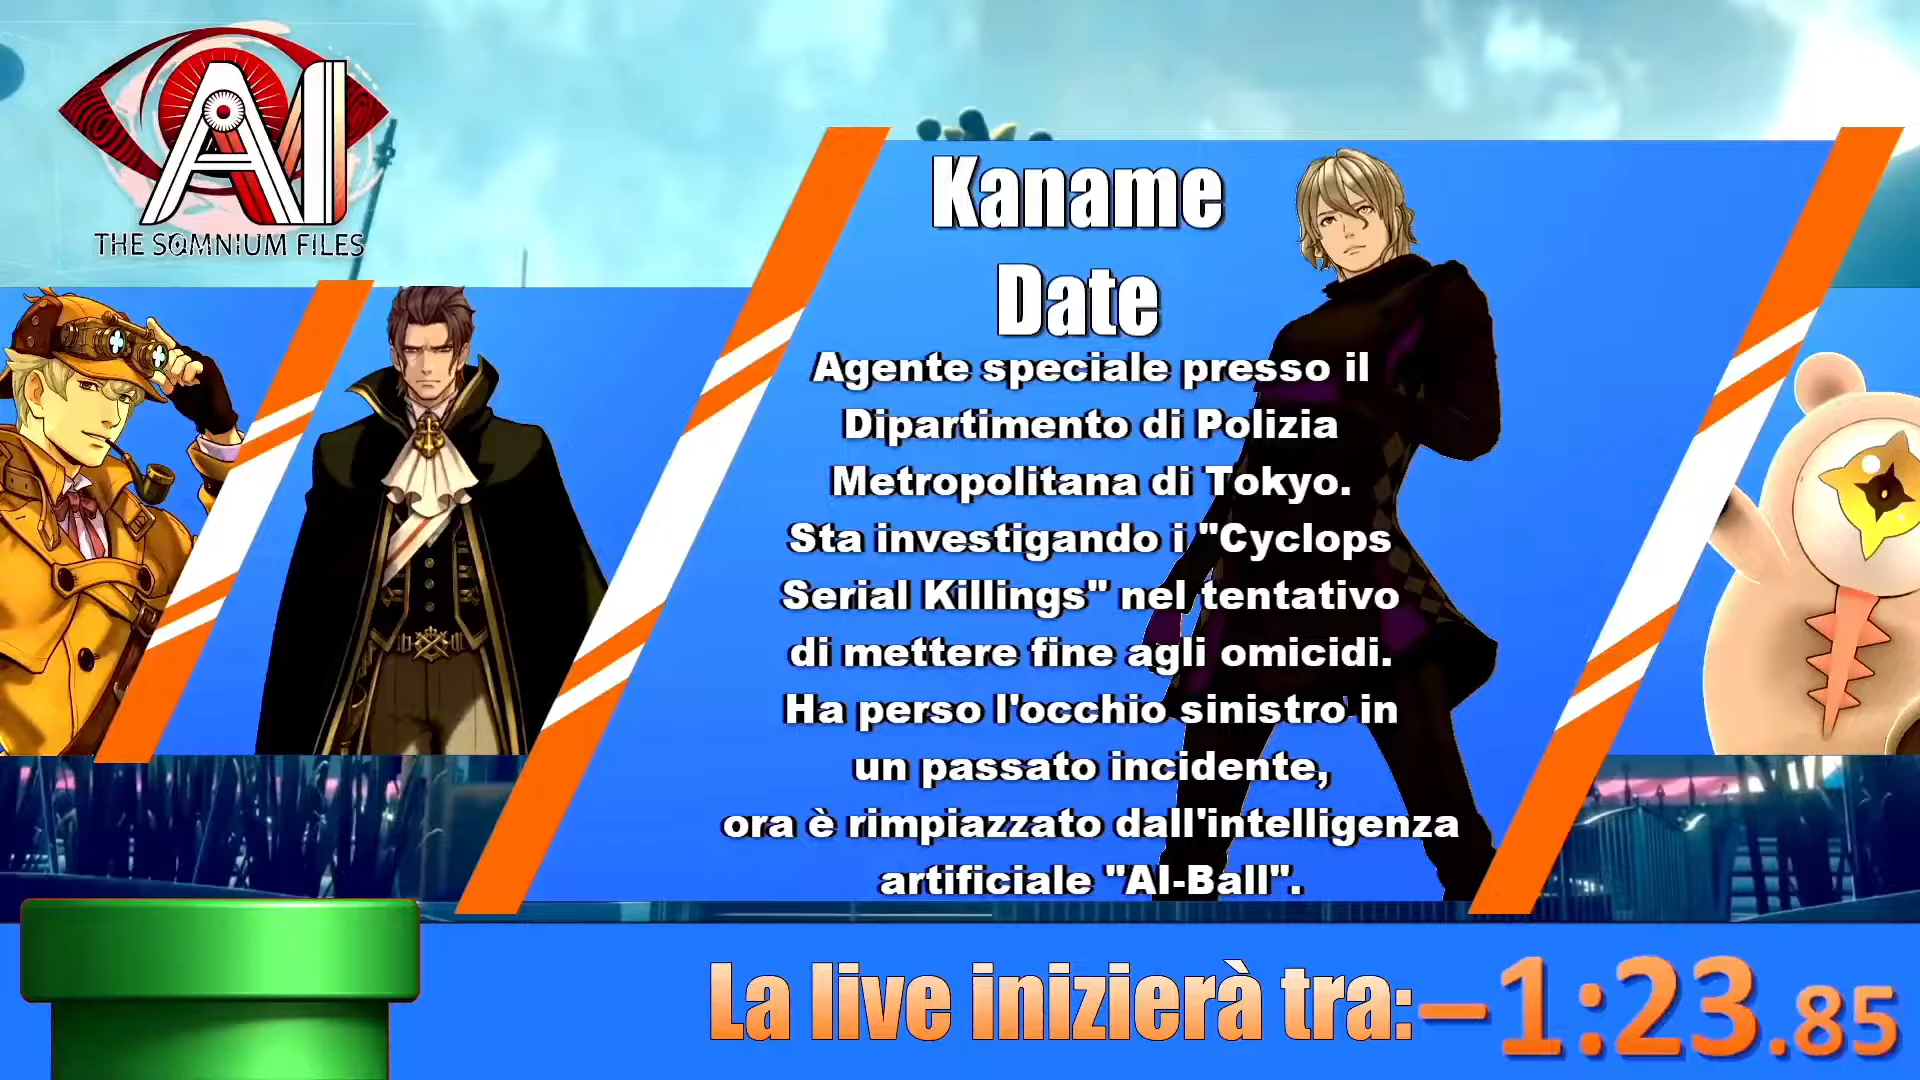 AI
THE SOMNIUM FILES
Kaname
Date
Agente speciale presso il
Dipartimento di Polizia
Metropolitana di Tokyo.
Sta investigando i "Cyclops
Serial Killings" nel tentativo
di mettere fine agli omicidi.
Ha perso l'occhio sinistro in
un passato incidente,
ora è rimpiazzato dall'intelligenza
artificiale "AI-Ball".
La live inizierà tra:−1:23.85